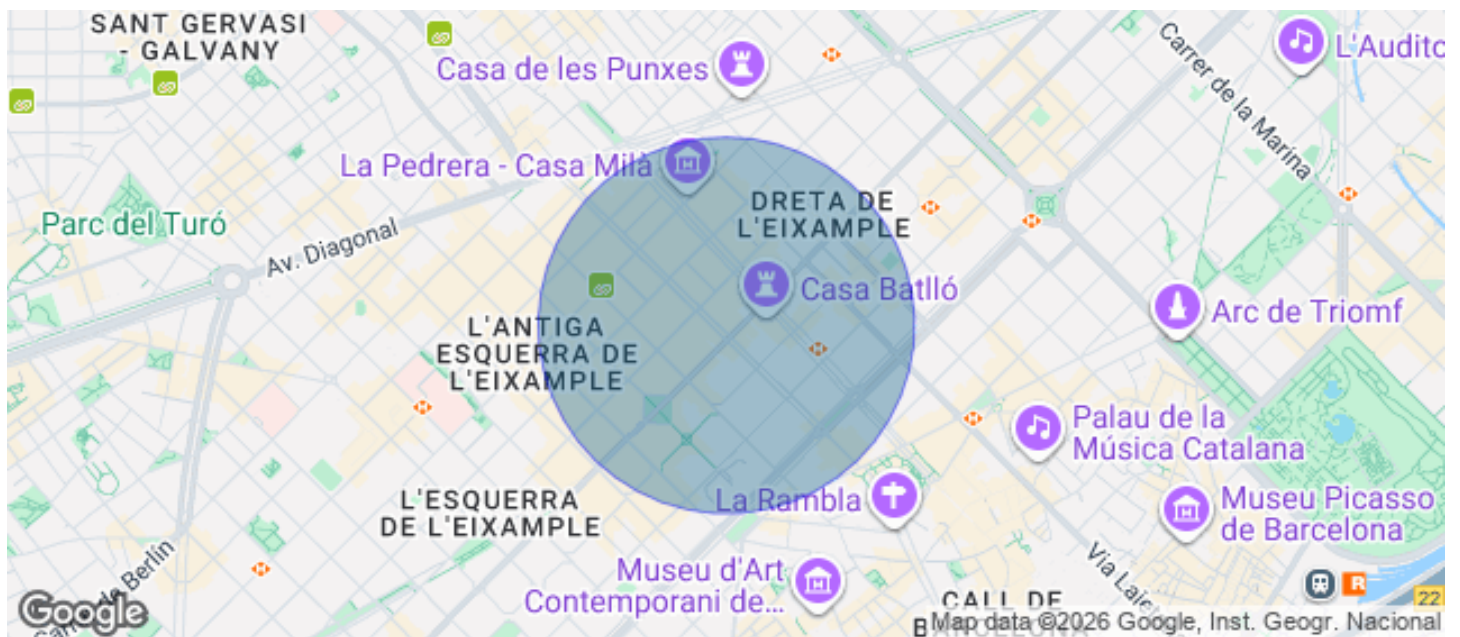 SANT GERVASI
- GALVANY
Casa de les Punxes
L'Audito
Carrer de la Marina
La Pedrera - Casa Milà
DRETA DE
L'EIXAMPLE
Parc del Turó
Av. Diagonal
Casa Batlló
Arc de Triomf
L'ANTIGA
ESQUERRA DE
L'EIXAMPLE
Palau de la
Música Catalana
L'ESQUERRA
DE L'EIXAMPLE
La Rambla
Museu Picasso
de Barcelona
Museu d'Art
Contemporani de...
Via Laie
R
22
CALL DE
Google
Map data ©2026 Google, Inst. Geogr. Nacional